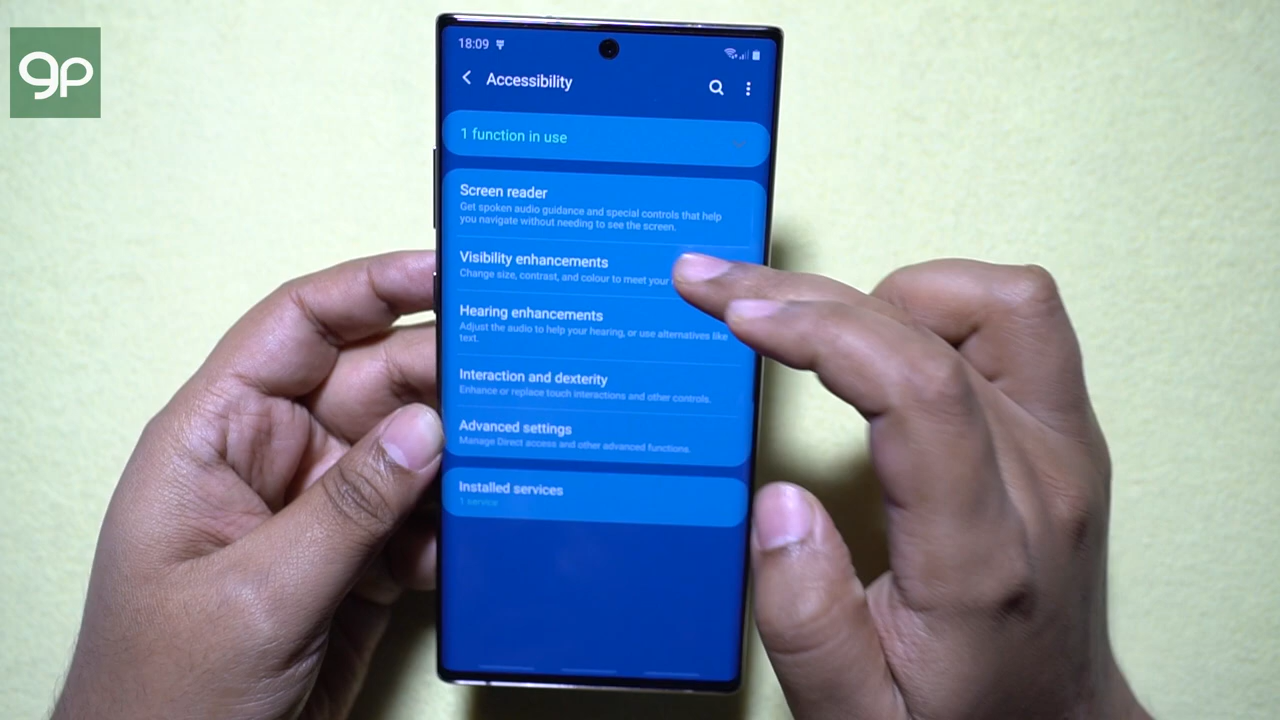 gp
18:09
Accessibility
1 function in use
Screen reader
Get spoken audio guidance and special controls that help
you navigate without needing to see the screen.
Visibility enhancements
Change size, contrast, and colour to meet your
Hearing enhancements
Adjust the audio to help your hearing, or use alternatives like
text.
Interaction and dexterity
Enhance or replace touch interactions and other controls.
Advanced settings
Manage Direct access and other advanced functions.
Installed services
1 service